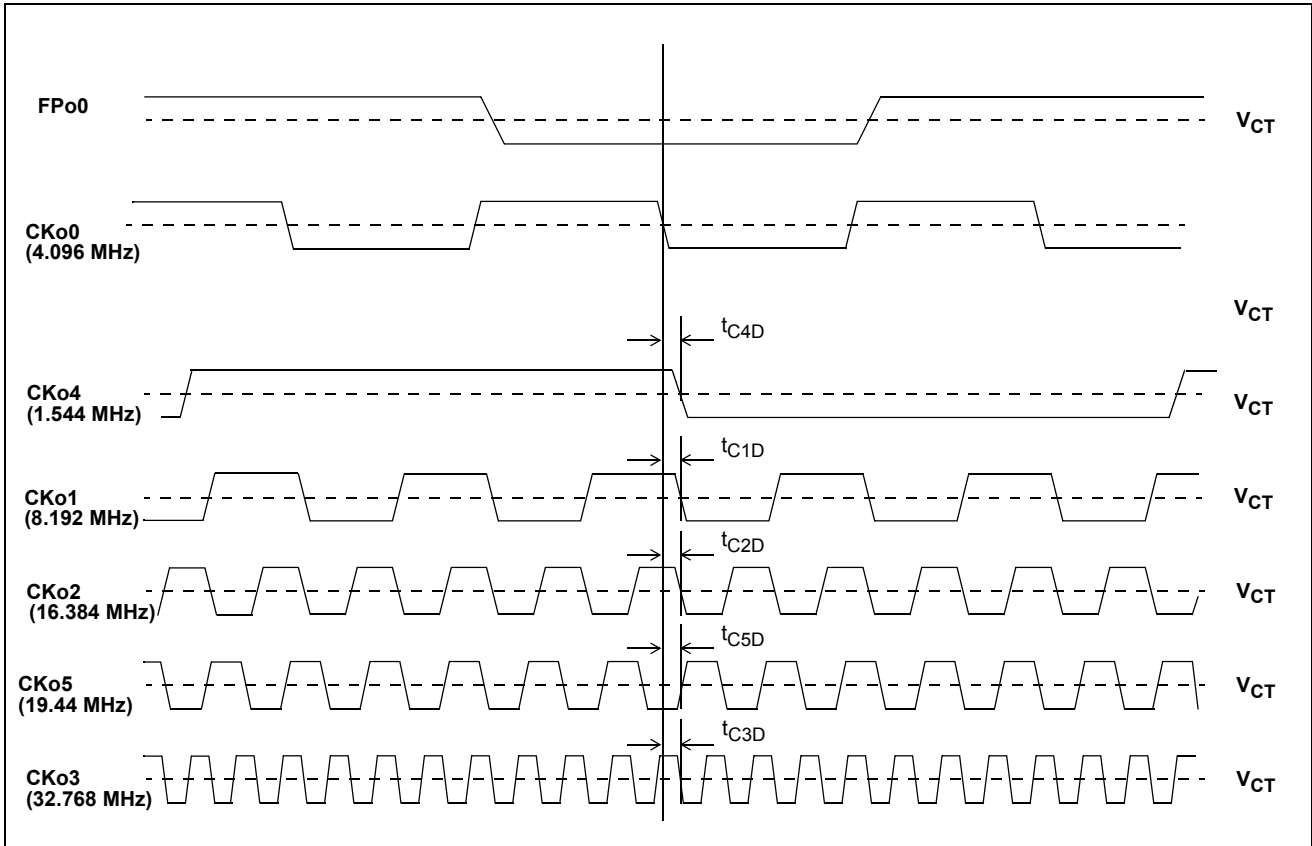 FPo0
VCT
CKo0
(4.096 MHz)
VCT
tC4D
CKo4
(1.544 MHz)
VCT
tC1D
CKo1
(8.192 MHz)
VCT
tC2D
CKo2
(16.384 MHz)
VCT
tC5D
CKo5
(19.44 MHz)
VCT
tC3D
CKo3
(32.768 MHz)
VCT